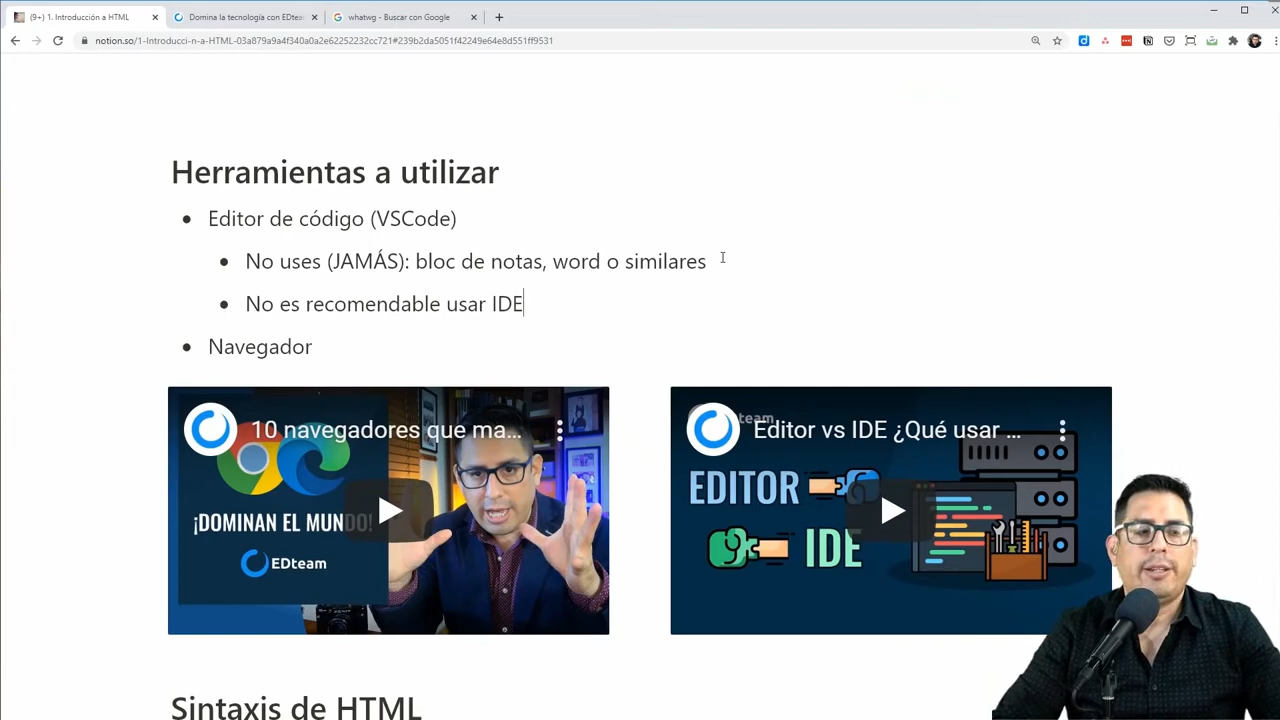 (9+) 1. Introducción a HTML
Domina la tecnología con EDtea
whatwg - Buscar con Google
notion.so/1-Introducci-n-a-HTML-03a879a9a4f340a0a2e62252232cc721#239b2da5051f42249e64e8d551ff9531
Herramientas a utilizar
Editor de código (VSCode)
No uses (JAMÁS): bloc de notas, word o similares
No es recomendable usar IDE
Navegador
10 navegadores que ma...
¡DOMINAN EL MUNDO!
EDteam
team
Editor vs IDE ¿Qué usar ...
EDITOR
IDE
Sintaxis de HTML